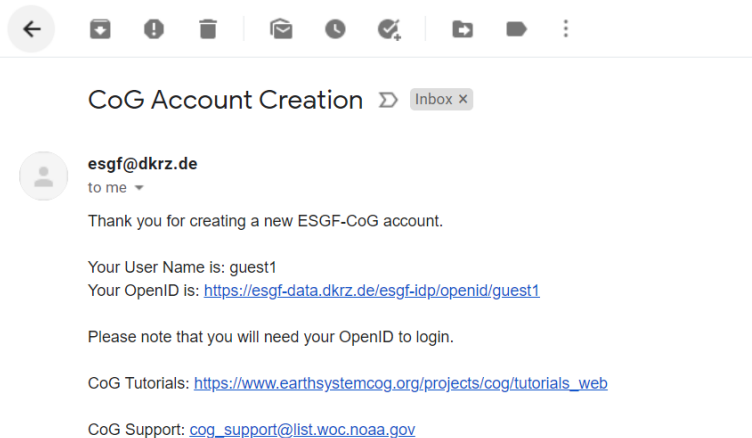 CoG Account Creation
Inbox ×
esgf@dkrz.de
to me
Thank you for creating a new ESGF-CoG account.
Your User Name is: guest1
Your OpenID is: https://esgf-data.dkrz.de/esgf-idp/openid/guest1
Please note that you will need your OpenID to login.
CoG Tutorials: https://www.earthsystemcog.org/projects/cog/tutorials_web
CoG Support: cog_support@list.woc.noaa.gov